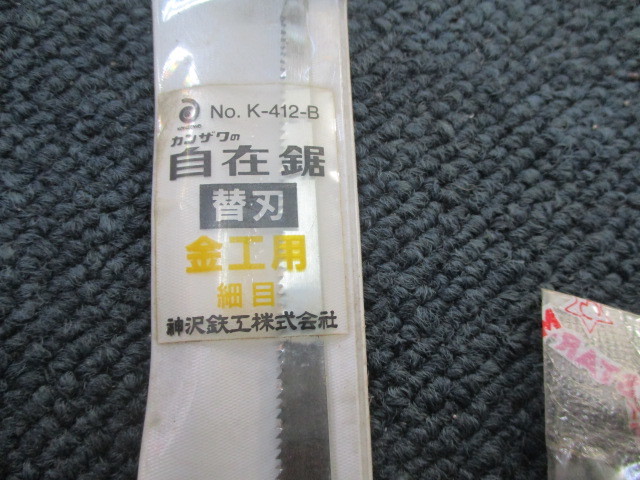 No. K-412-B
カンザワの
自在鋸
替刃
金工用
細目
神沢鉄工株式会社
TAR